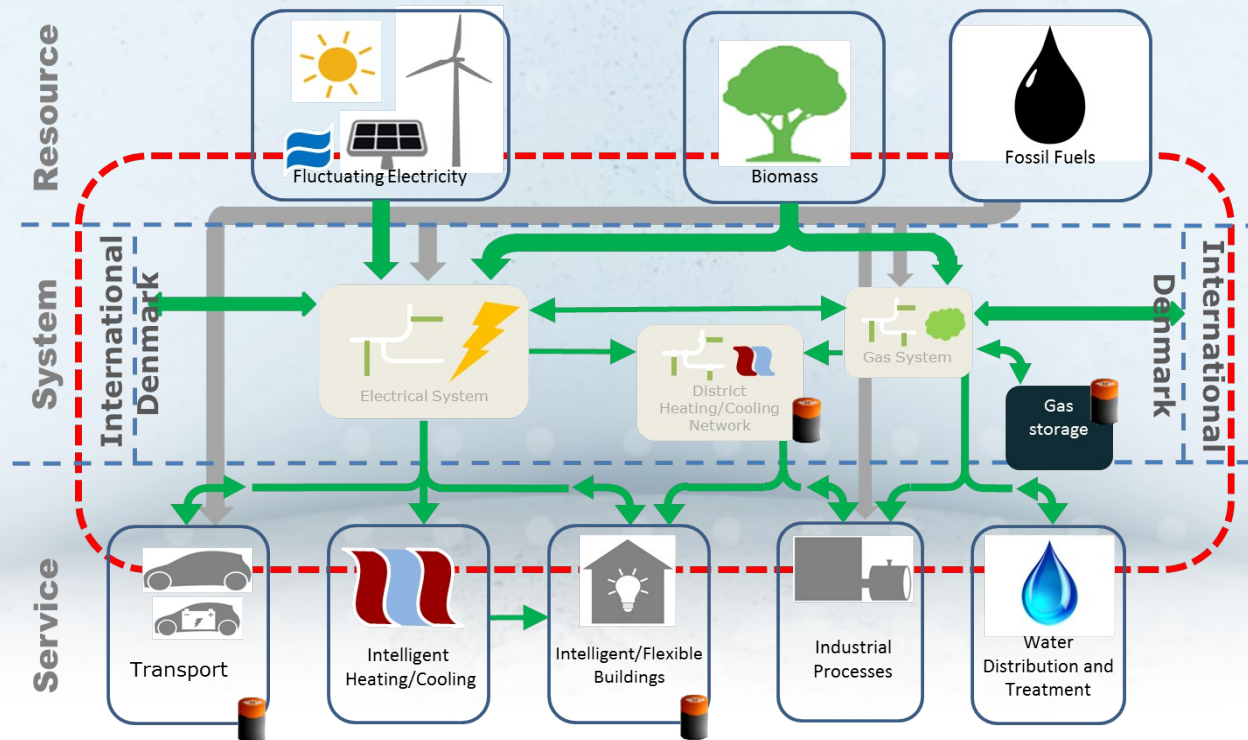 Resource
Fluctuating Electricity
Biomass
Fossil Fuels
System
International
Denmark
Electrical System
District
Heating/Cooling
Network
Gas System
Gas
storage
Denmark
International
Service
Transport
Intelligent
Heating/Cooling
Intelligent/Flexible
Buildings
Industrial
Processes
Water
Distribution and
Treatment